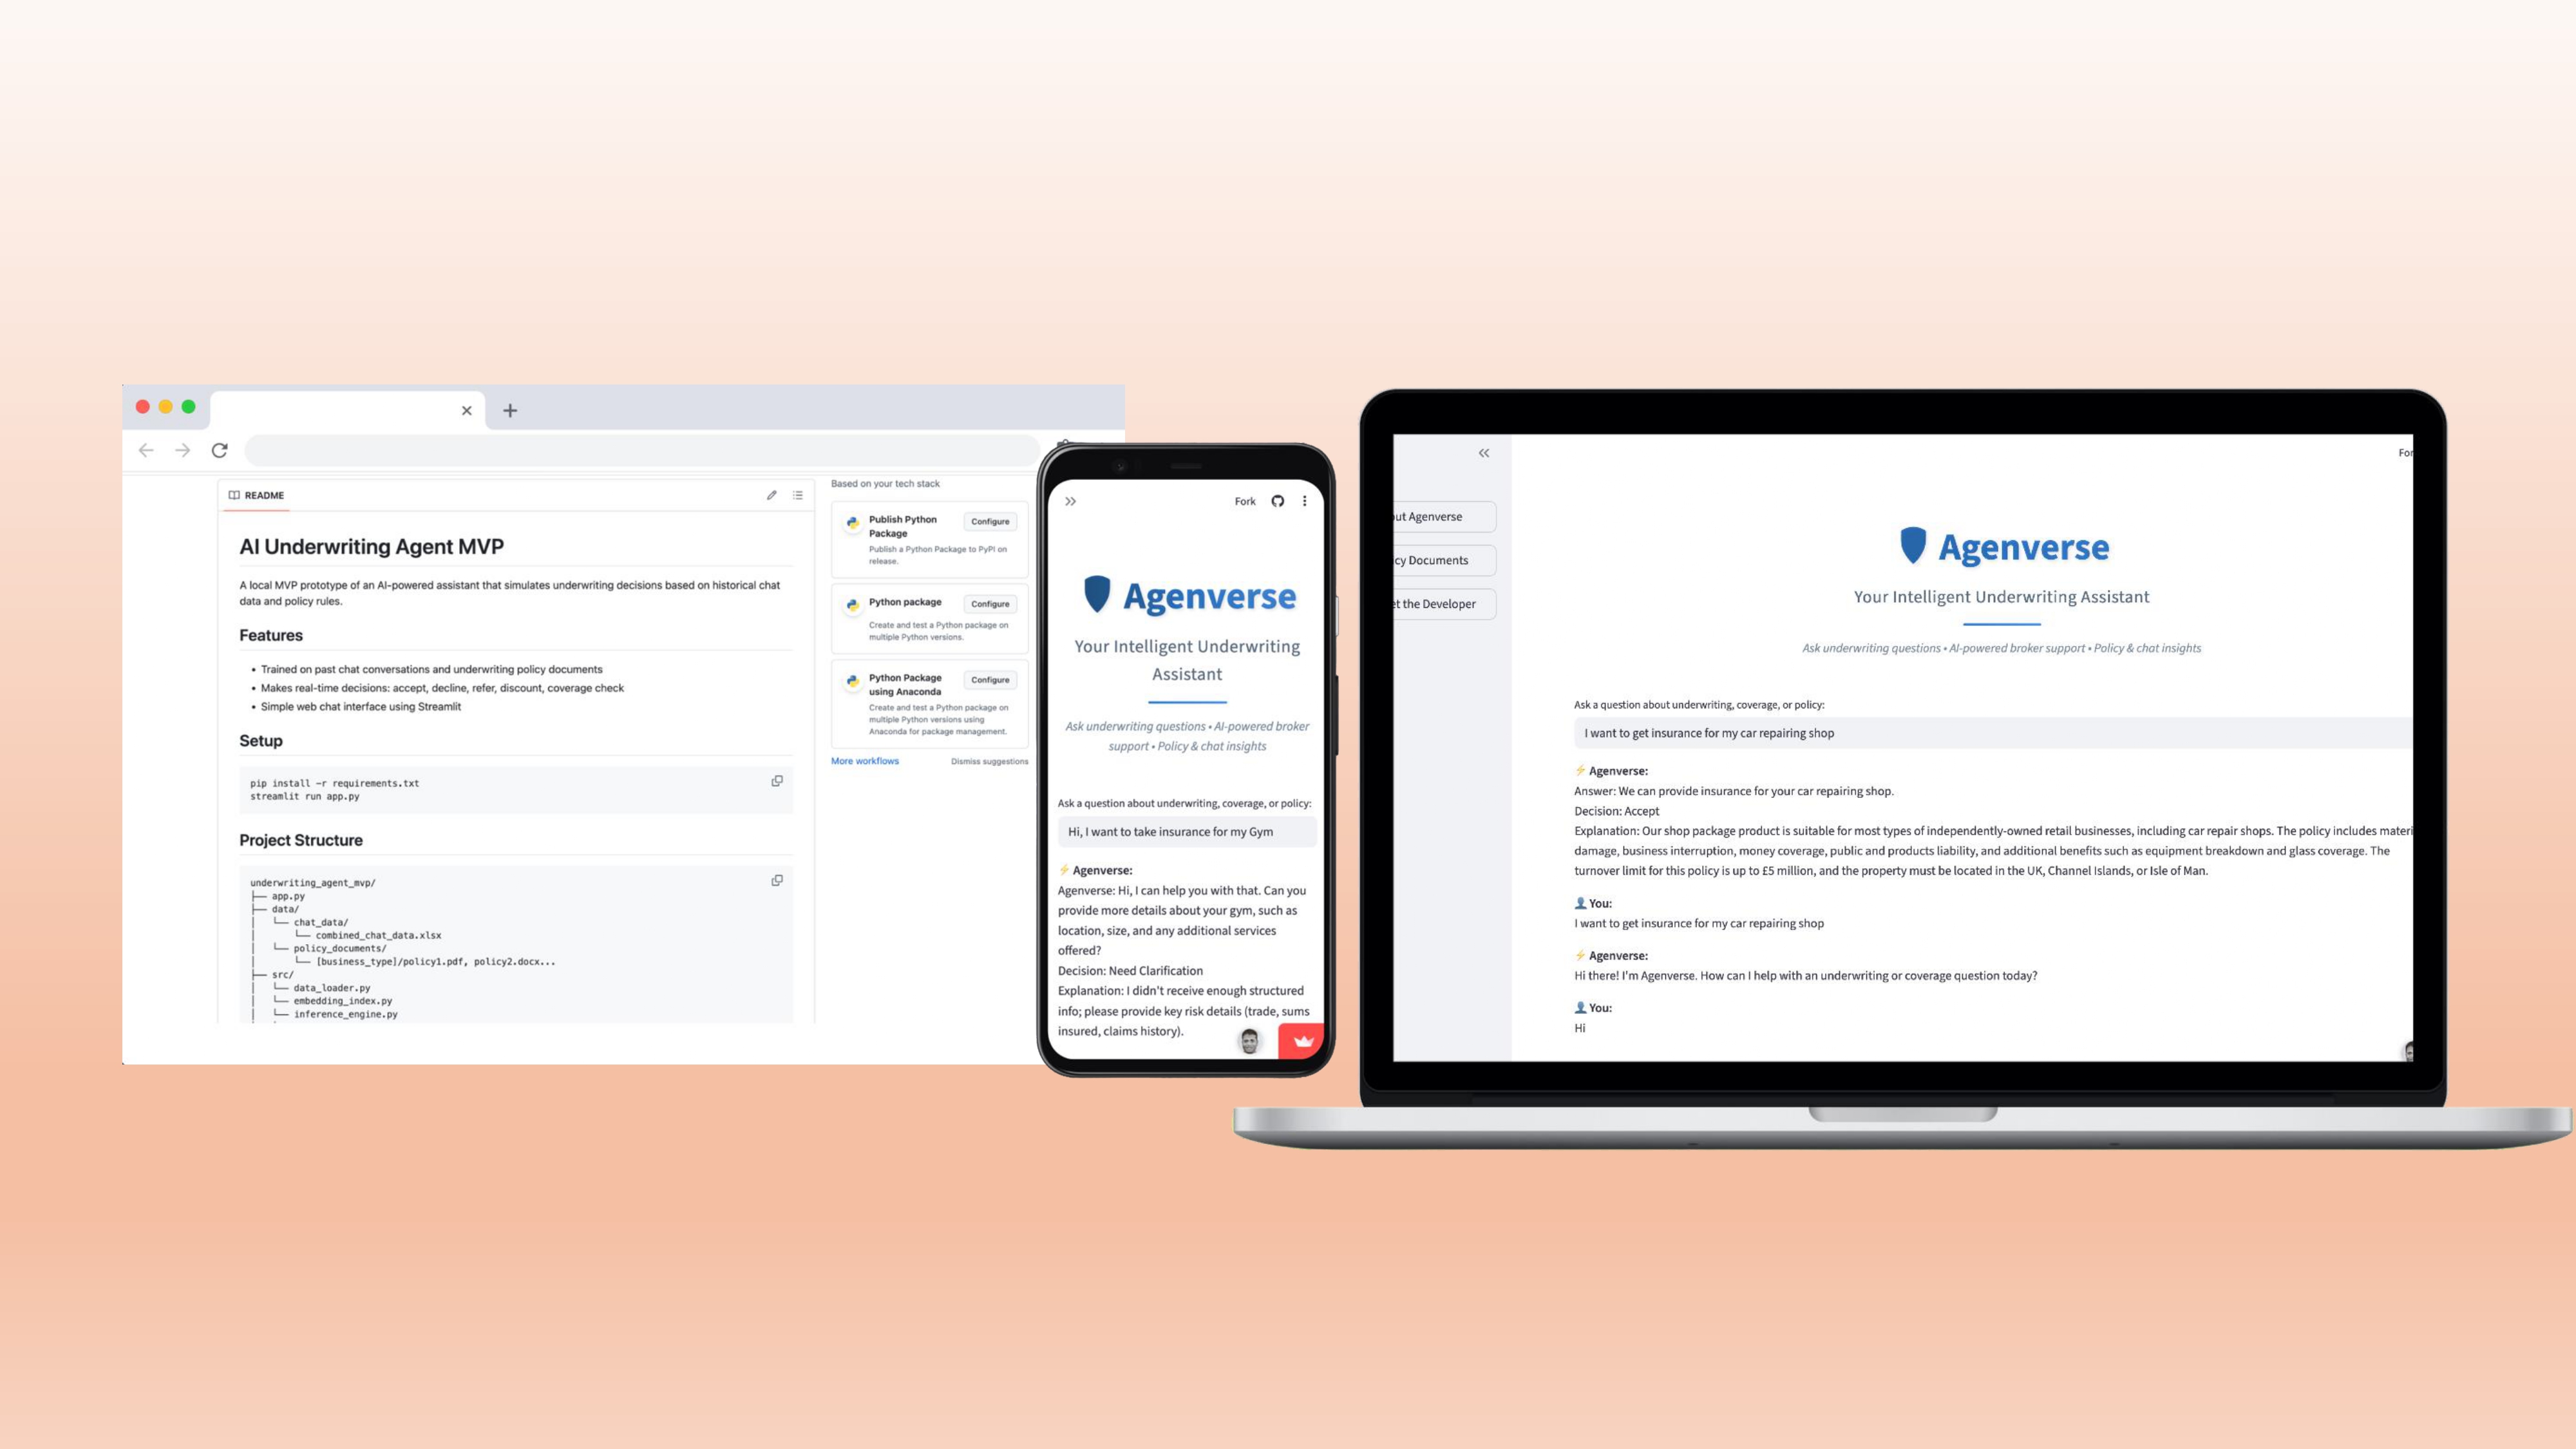 README
AI Underwriting Agent MVP
A local MVP prototype of an AI-powered assistant that simulates underwriting decisions based on historical chat
data and policy rules.
Features
• Trained on past chat conversations and underwriting policy documents
• Makes real-time decisions: accept, decline, refer, discount, coverage check
• Simple web chat interface using Streamlit
Setup
pip install -r requirements.txt
streamlit run app.py
Project Structure
underwriting_agent_mvp/
├── app.py
├── data/
│   └── chat_data/
│       └── combined_chat_data.xlsx
│   └── policy_documents/
│       └── [business_type]/policy1.pdf, policy2.docx...
├── src/
│   └── data_loader.py
│   └── embedding_index.py
│   └── inference_engine.py
Based on your tech stack
Publish Python
Package
Configure
Publish a Python Package to PyPI on
release.
Python package
Configure
Create and test a Python package on
multiple Python versions.
Python Package
using Anaconda
Configure
Create and test a Python package on
multiple Python versions using
Anaconda for package management.
More workflows
Dismiss suggestions
Fork
Agenverse
Your Intelligent Underwriting
Assistant
Ask underwriting questions • AI-powered broker
support • Policy & chat insights
Ask a question about underwriting, coverage, or policy:
Hi, I want to take insurance for my Gym
⚡ Agenverse:
Agenverse: Hi, I can help you with that. Can you
provide more details about your gym, such as
location, size, and any additional services
offered?
Decision: Need Clarification
Explanation: I didn't receive enough structured
info; please provide key risk details (trade, sums
insured, claims history).
For
ut Agenverse
cy Documents
et the Developer
Agenverse
Your Intelligent Underwriting Assistant
Ask underwriting questions • AI-powered broker support • Policy & chat insights
Ask a question about underwriting, coverage, or policy:
I want to get insurance for my car repairing shop
⚡ Agenverse:
Answer: We can provide insurance for your car repairing shop.
Decision: Accept
Explanation: Our shop package product is suitable for most types of independently-owned retail businesses, including car repair shops. The policy includes materi
damage, business interruption, money coverage, public and products liability, and additional benefits such as equipment breakdown and glass coverage. The
turnover limit for this policy is up to £5 million, and the property must be located in the UK, Channel Islands, or Isle of Man.
👤 You:
I want to get insurance for my car repairing shop
⚡ Agenverse:
Hi there! I'm Agenverse. How can I help with an underwriting or coverage question today?
👤 You:
Hi